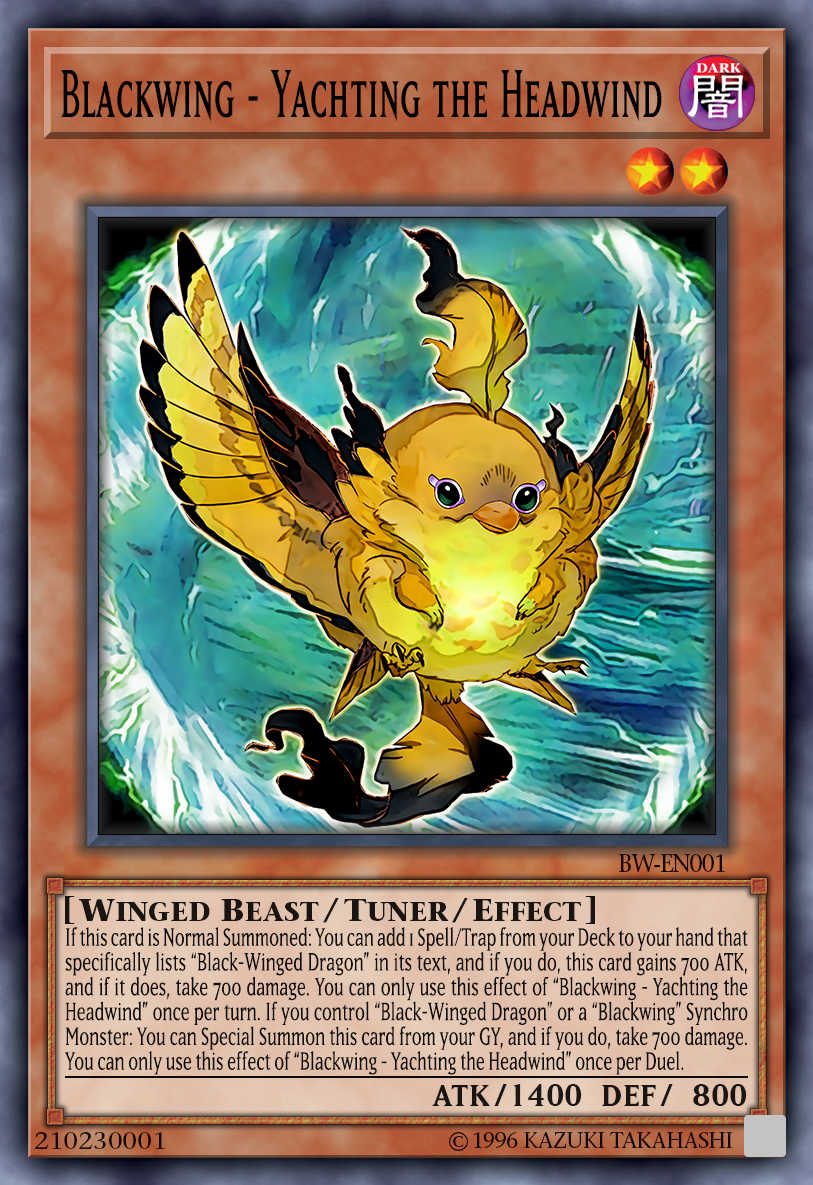 Blackwing - Yachting the Headwind
DARK
闇
BW-EN001
[Winged Beast/Tuner/Effect]
If this card is Normal Summoned: You can add 1 Spell/Trap from your Deck to your hand that
specifically lists “Black-Winged Dragon” in its text, and if you do, this card gains 700 ATK,
and if it does, take 700 damage. You can only use this effect of “Blackwing - Yachting the
Headwind” once per turn. If you control “Black-Winged Dragon” or a “Blackwing” Synchro
Monster: You can Special Summon this card from your GY, and if you do, take 700 damage.
You can only use this effect of “Blackwing - Yachting the Headwind” once per Duel.
ATK/1400 DEF/ 800
210230001
© 1996 KAZUKI TAKAHASHI